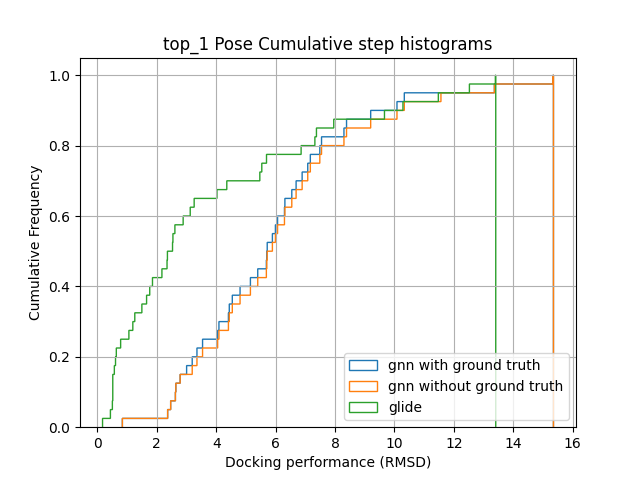 top_1 Pose Cumulative step histograms
1.0
0.8
0.6
0.4
0.2
0.0
Cumulative Frequency
gnn with ground truth
gnn without ground truth
glide
0 2 4 6 8 10 12 14 16
Docking performance (RMSD)